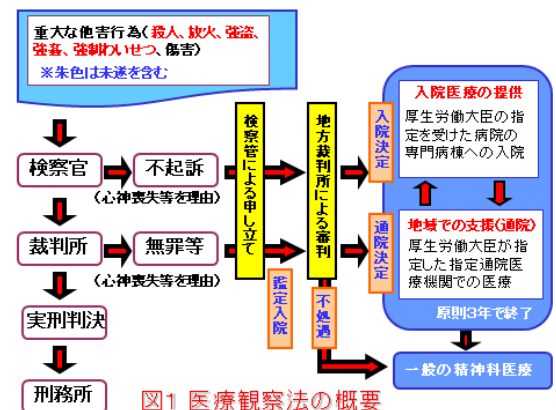 重大な他害行為(殺人、放火、強盗、
強姦、強制わいせつ、傷害)
※朱色は未遂を含む
検察官
不起訴
(心神喪失等を理由)
裁判所
無罪等
(心神喪失等を理由)
実刑判決
刑務所
検察管による申し立て
鑑定入院
地方裁判所による審判
不処遇
入院決定
通院決定
入院医療の提供
厚生労働大臣の指
定を受けた病院の
専門病棟への入院
地域での支援(通院)
厚生労働大臣が指
定した指定通院医
療機関での医療
原則3年で終了
一般の精神科医療
図1 医療観察法の概要